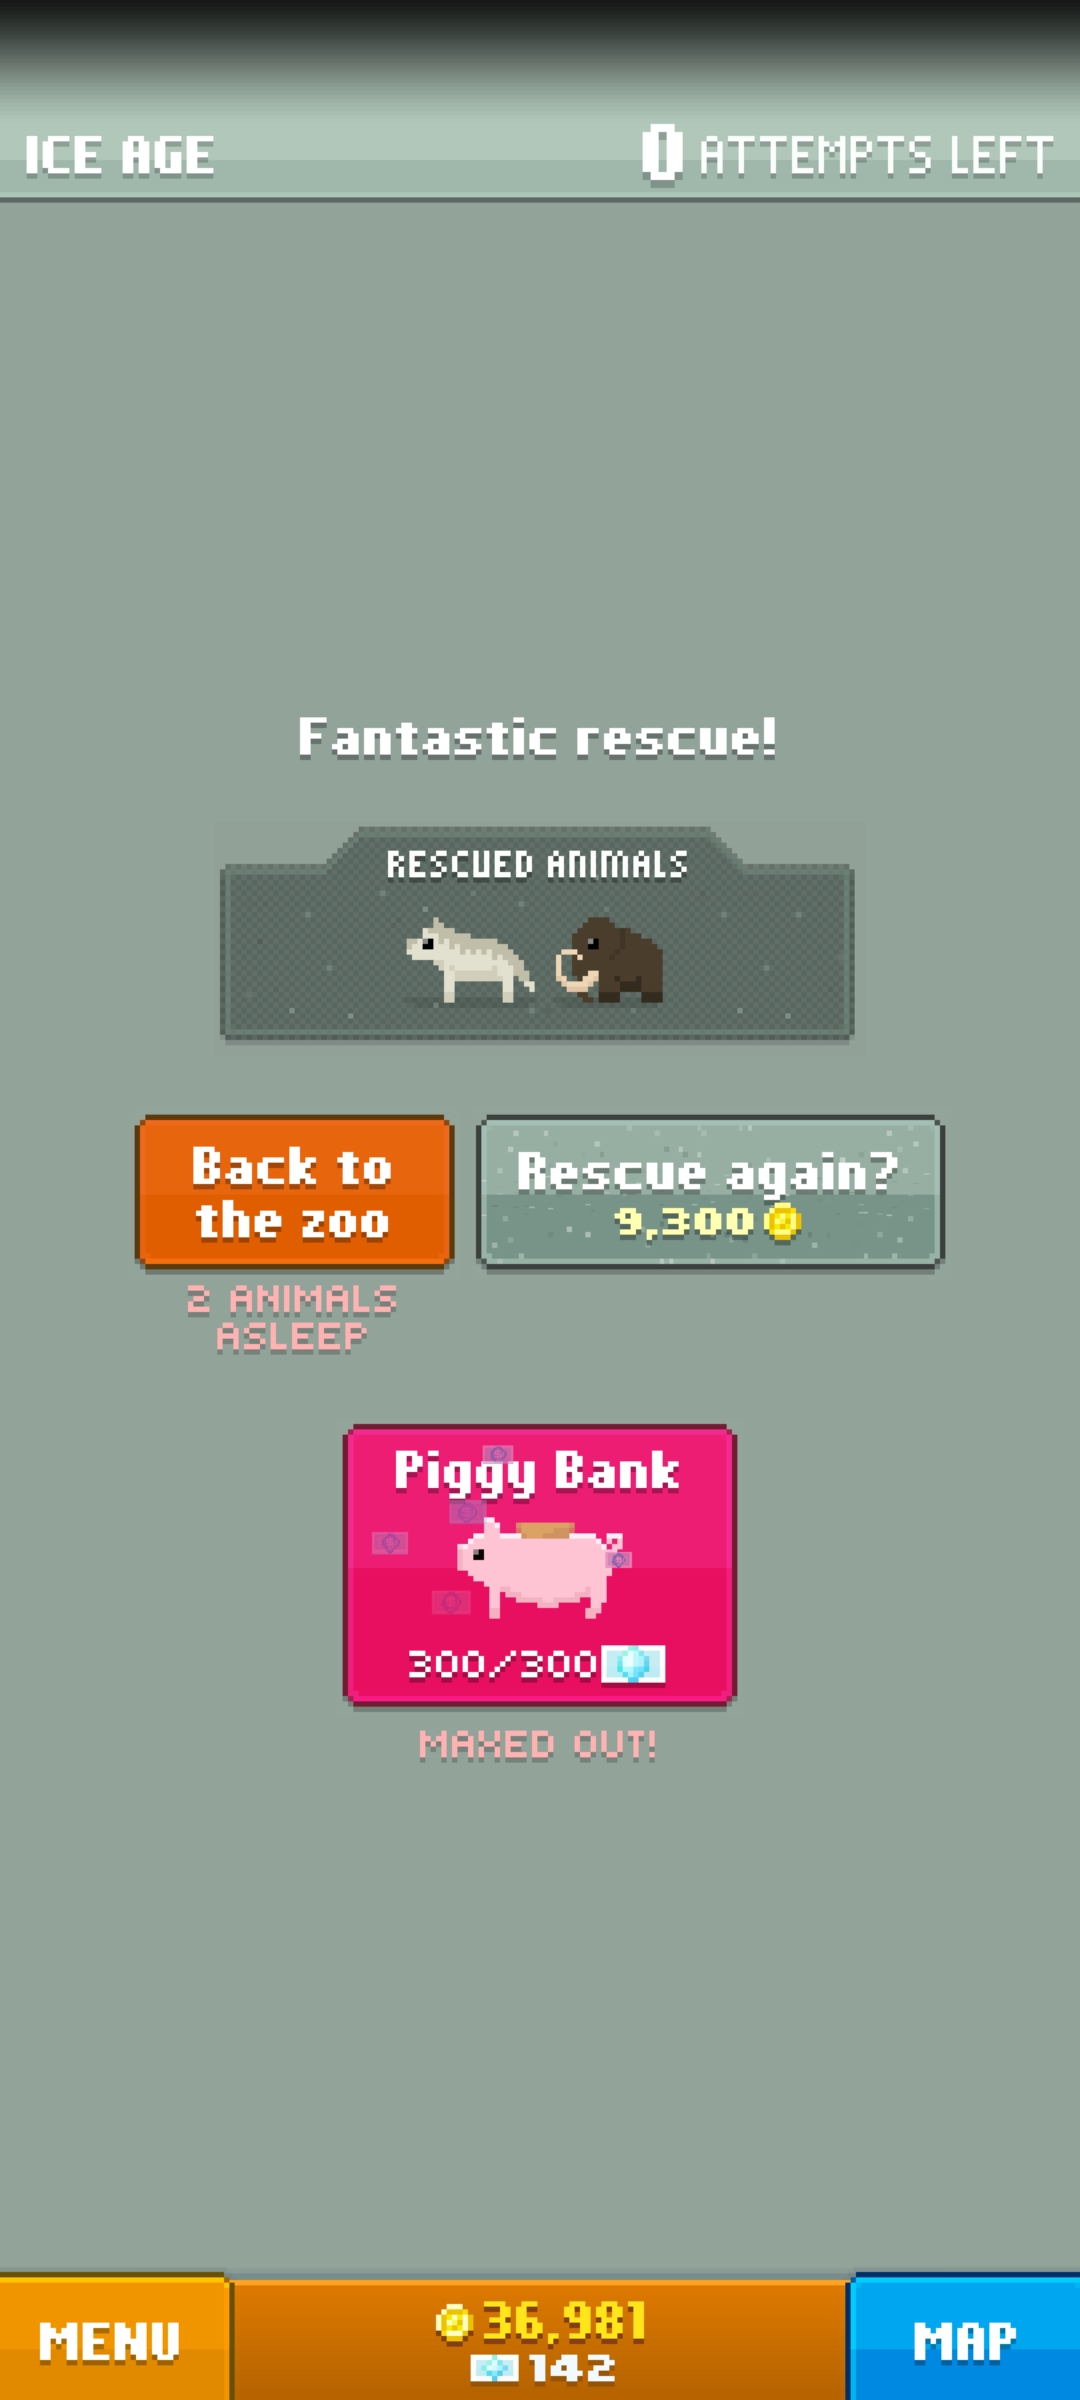 ICE AGE
0 ATTEMPTS LEFT
Fantastic rescue!
RESCUED ANIMALS
Back to
the zoo
Rescue again?
9,300
2 ANIMALS
ASLEEP
Piggy Bank
300/300
MAXED OUT!
MENU
36,981
142
MAP